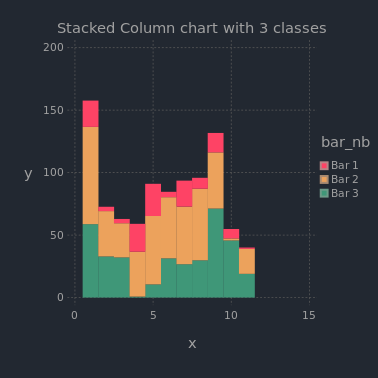 Stacked Column chart with 3 classes
200
150
100
50
0
y
0 5 10 15
x
bar_nb
Bar 1
Bar 2
Bar 3